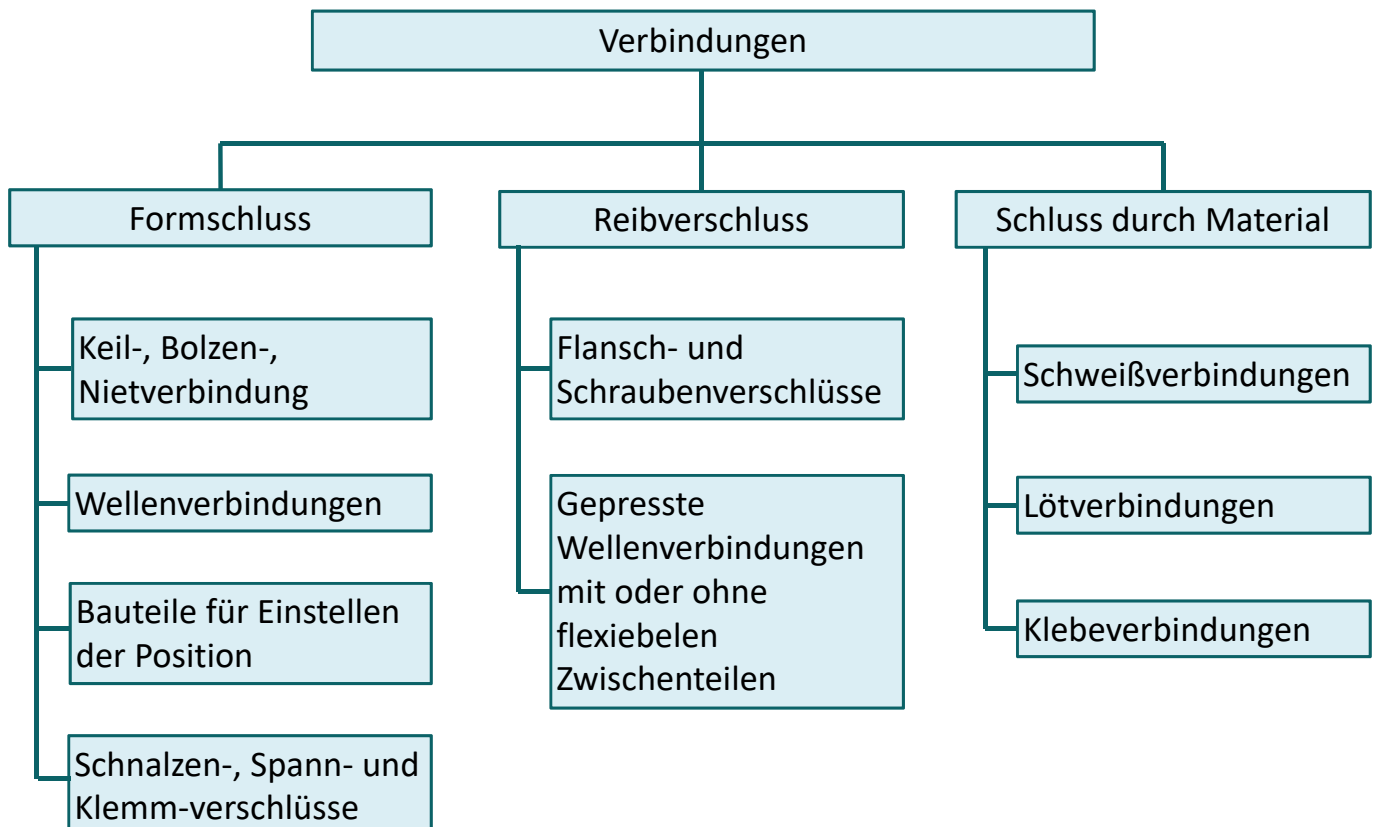 Verbindungen
Formschluss
Keil-, Bolzen-,
Nietverbindung
Wellenverbindungen
Bauteile für Einstellen
der Position
Schnalzen-, Spann- und
Klemm-verschlüsse
Reibverschluss
Flansch- und
Schraubenverschlüsse
Gepresste
Wellenverbindungen
mit oder ohne
flexiebelen
Zwischenteilen
Schluss durch Material
Schweißverbindungen
Lötverbindungen
Klebeverbindungen